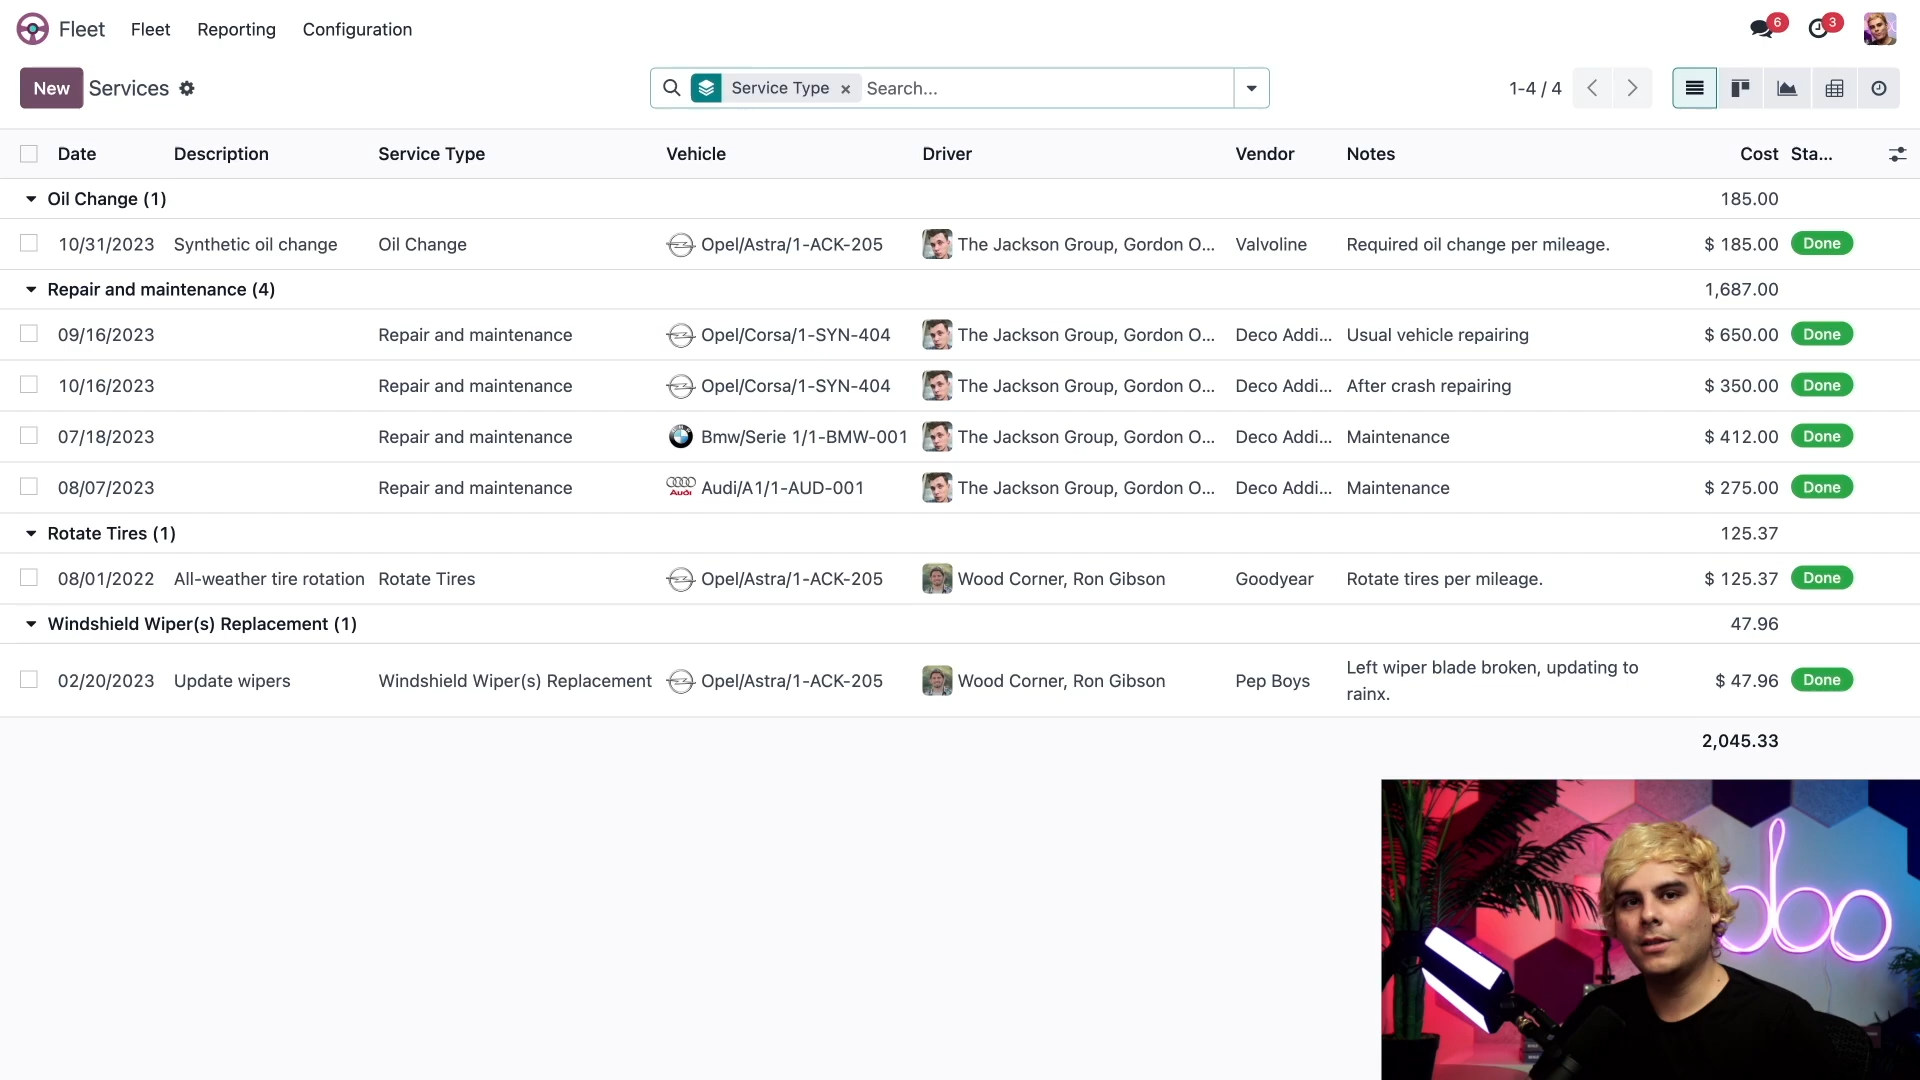 Fleet Fleet Reporting Configuration 6 3
New Services Service Type × Search... 1-4 / 4
Date Description Service Type Vehicle Driver Vendor Notes Cost Sta...
Oil Change (1) 185.00
10/31/2023 Synthetic oil change Oil Change Opel/Astra/1-ACK-205 The Jackson Group, Gordon O... Valvoline Required oil change per mileage. $ 185.00 Done
Repair and maintenance (4) 1,687.00
09/16/2023 Repair and maintenance Opel/Corsa/1-SYN-404 The Jackson Group, Gordon O... Deco Addi... Usual vehicle repairing $ 650.00 Done
10/16/2023 Repair and maintenance Opel/Corsa/1-SYN-404 The Jackson Group, Gordon O... Deco Addi... After crash repairing $ 350.00 Done
07/18/2023 Repair and maintenance Bmw/Serie 1/1-BMW-001 The Jackson Group, Gordon O... Deco Addi... Maintenance $ 412.00 Done
08/07/2023 Repair and maintenance Audi Audi/A1/1-AUD-001 The Jackson Group, Gordon O... Deco Addi... Maintenance $ 275.00 Done
Rotate Tires (1) 125.37
08/01/2022 All-weather tire rotation Rotate Tires Opel/Astra/1-ACK-205 Wood Corner, Ron Gibson Goodyear Rotate tires per mileage. $ 125.37 Done
Windshield Wiper(s) Replacement (1) 47.96
02/20/2023 Update wipers Windshield Wiper(s) Replacement Opel/Astra/1-ACK-205 Wood Corner, Ron Gibson Pep Boys Left wiper blade broken, updating to $ 47.96 Done
rainx.
2,045.33